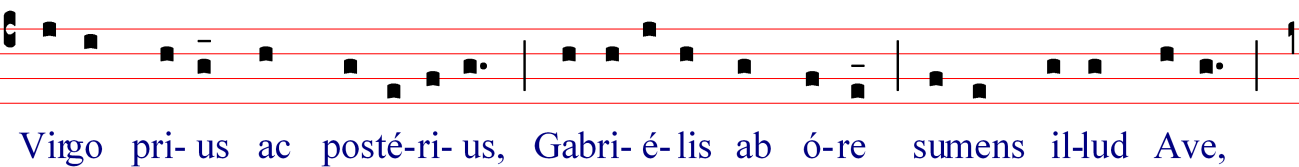 Virgo pri- us ac posté- ri- us, Gabri- é- lis ab ó- re sumens il- lud Ave,